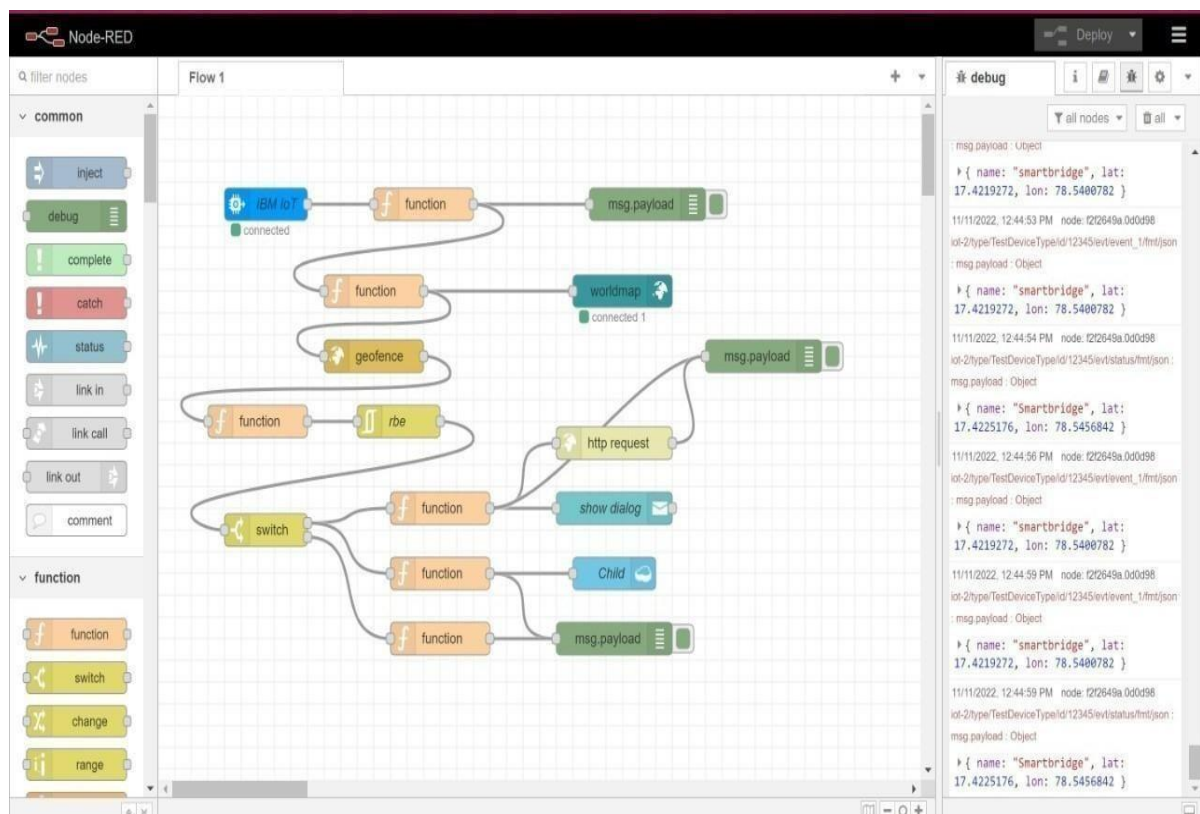 Node-RED
Deploy
filter nodes
Flow 1
debug
i
all nodes
all
common
inject
debug
complete
catch
status
link in
link call
link out
comment
function
function
switch
change
range
IBM IoT
connected
function
msg.payload
function
worldmap
connected 1
geofence
msg.payload
function
rbe
http request
function
show dialog
switch
function
Child
function
msg.payload
: msg.payload : Object
{ name: "smartbridge", lat:
17.4219272, lon: 78.5400782 }
11/11/2022, 12:44:53 PM node: f2f2649a.0d0d98
iot-2/type/TestDeviceType/id/12345/evt/event_1/fmt/json
: msg.payload : Object
{ name: "smartbridge", lat:
17.4219272, lon: 78.5400782 }
11/11/2022, 12:44:54 PM node: f2f2649a.0d0d98
iot-2/type/TestDeviceType/id/12345/evt/status/fmt/json :
msg.payload : Object
{ name: "Smartbridge", lat:
17.4225176, lon: 78.5456842 }
11/11/2022, 12:44:56 PM node: f2f2649a.0d0d98
iot-2/type/TestDeviceType/id/12345/evt/event_1/fmt/json
: msg.payload : Object
{ name: "smartbridge", lat:
17.4219272, lon: 78.5400782 }
11/11/2022, 12:44:59 PM node: f2f2649a.0d0d98
iot-2/type/TestDeviceType/id/12345/evt/event_1/fmt/json
: msg.payload : Object
{ name: "smartbridge", lat:
17.4219272, lon: 78.5400782 }
11/11/2022, 12:44:59 PM node: f2f2649a.0d0d98
iot-2/type/TestDeviceType/id/12345/evt/status/fmt/json :
msg.payload : Object
{ name: "Smartbridge", lat:
17.4225176, lon: 78.5456842 }